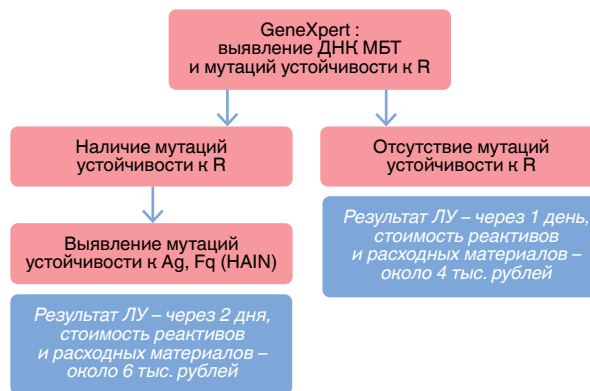 GeneXpert :
выявление ДНК МБТ
и мутаций устойчивости к R
Наличие мутаций
устойчивости к R
Отсутствие мутаций
устойчивости к R
Результат ЛУ – через 1 день,
стоимость реактивов
и расходных материалов –
около 4 тыс. рублей
Выявление мутаций
устойчивости к Ag, Fq (HAIN)
Результат ЛУ – через 2 дня,
стоимость реактивов
и расходных материалов –
около 6 тыс. рублей